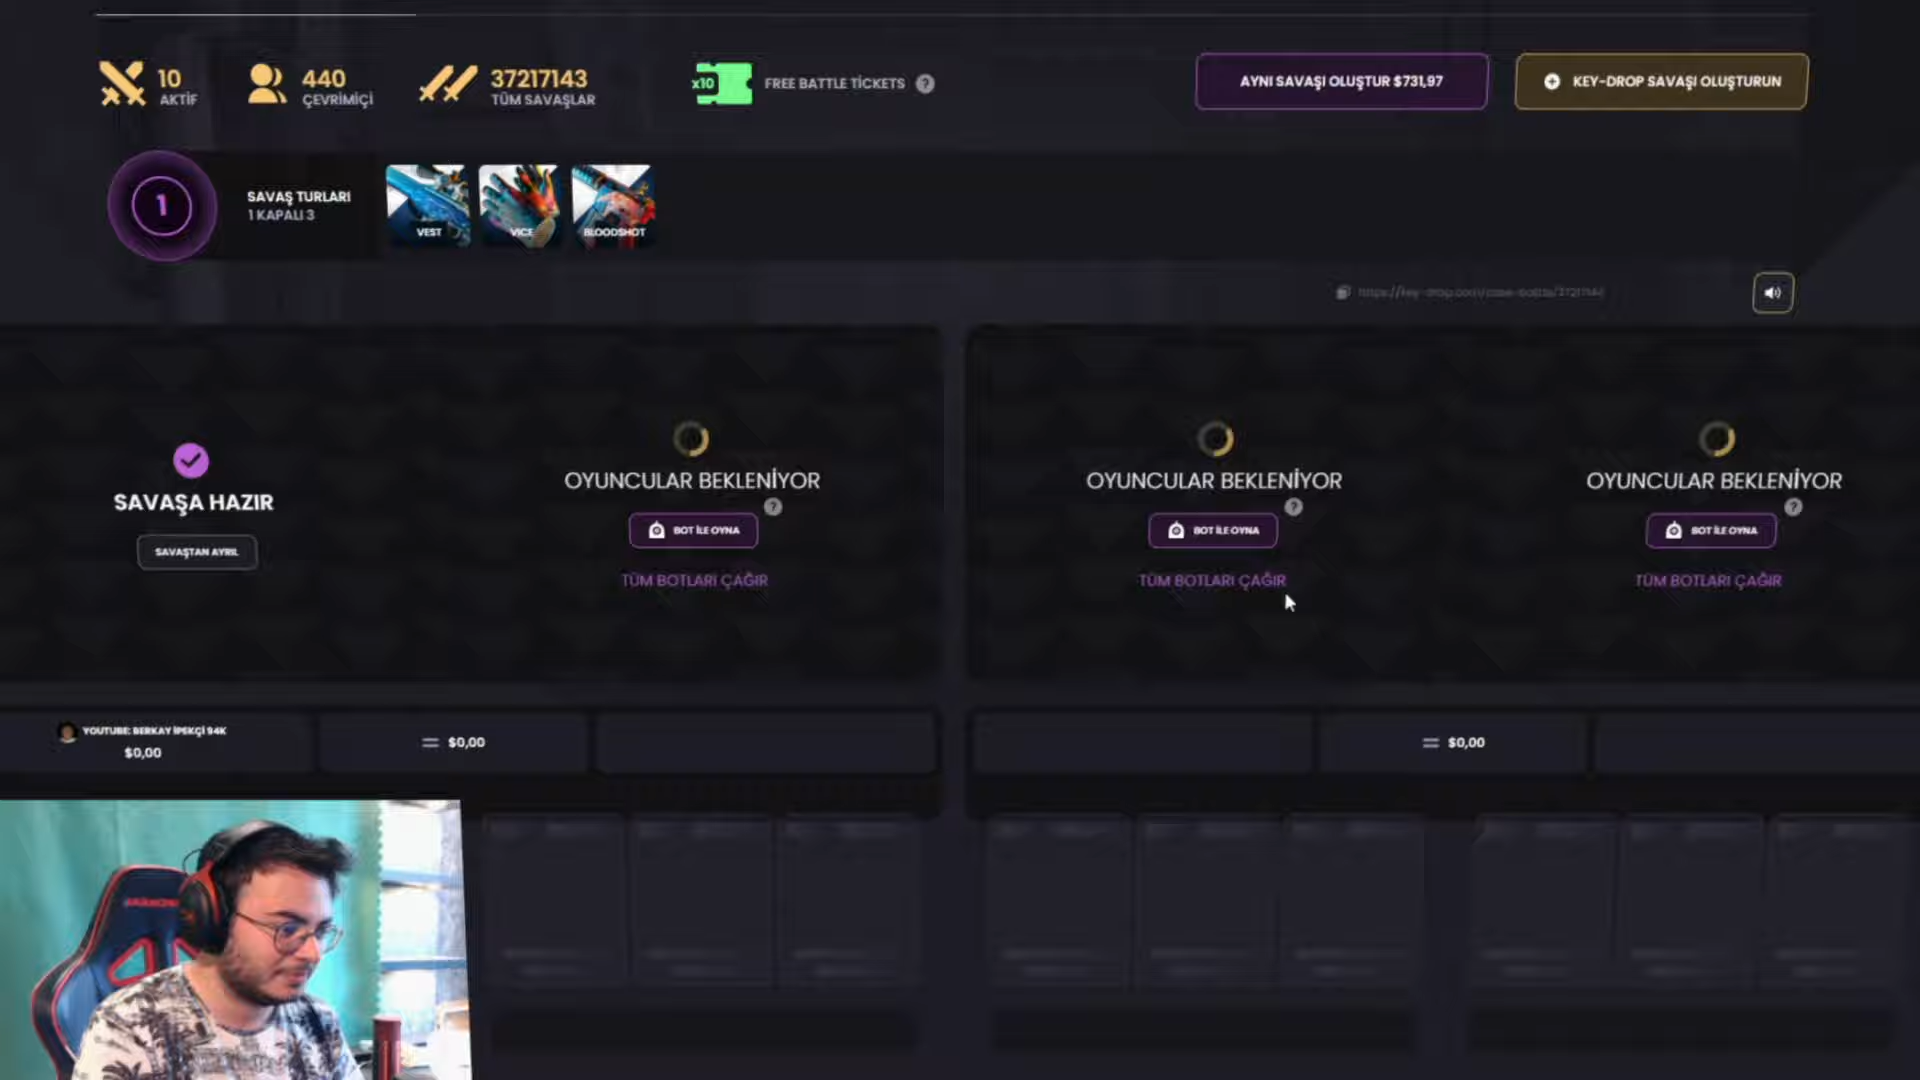 10
AKTİF
440
ÇEVRİMİÇİ
37217143
TÜM SAVAŞLAR
x10
FREE BATTLE TİCKETS ?
AYNI SAVAŞI OLUŞTUR $731,97
KEY-DROP SAVAŞI OLUŞTURUN
1
SAVAŞ TURLARI
1 KAPALI 3
VEST
VICE
BLOODSHOT
SAVAŞA HAZIR
SAVAŞTAN AYRIL
OYUNCULAR BEKLENİYOR
?
BOT İLE OYNA
TÜM BOTLARI ÇAĞIR
OYUNCULAR BEKLENİYOR
?
BOT İLE OYNA
TÜM BOTLARI ÇAĞIR
OYUNCULAR BEKLENİYOR
?
BOT İLE OYNA
TÜM BOTLARI ÇAĞIR
YOUTUBE: BERKAY İPEKÇİ 94K
$0,00
= $0,00
= $0,00